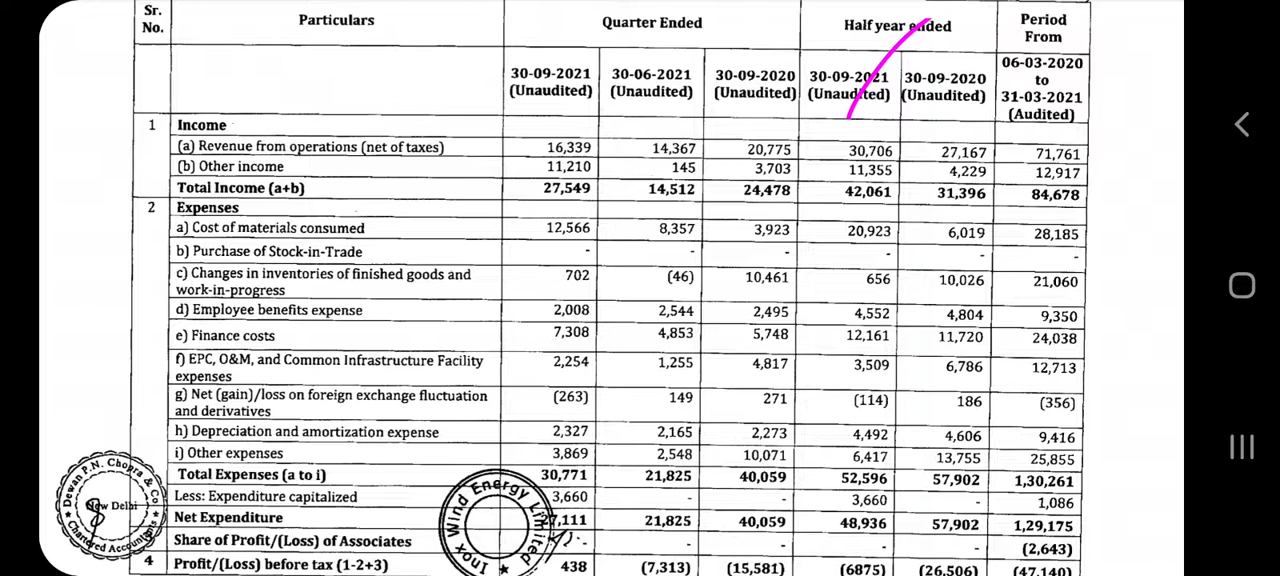 Sr. No. Particulars Quarter Ended Half year ended Period From
30-09-2021 (Unaudited) 30-06-2021 (Unaudited) 30-09-2020 (Unaudited) 30-09-2021 (Unaudited) 30-09-2020 (Unaudited) 06-03-2020 to 31-03-2021 (Audited)
1 Income
(a) Revenue from operations (net of taxes) 16,339 14,367 20,775 30,706 27,167 71,761
(b) Other income 11,210 145 3,703 11,355 4,229 12,917
Total Income (a+b) 27,549 14,512 24,478 42,061 31,396 84,678
2 Expenses
a) Cost of materials consumed 12,566 8,357 3,923 20,923 6,019 28,185
b) Purchase of Stock-in-Trade - - - - - -
c) Changes in inventories of finished goods and 702 (46) 10,461 656 10,026 21,060
work-in-progress
d) Employee benefits expense 2,008 2,544 2,495 4,552 4,804 9,350
e) Finance costs 7,308 4,853 5,748 12,161 11,720 24,038
f) EPC, O&M, and Common Infrastructure Facility 2,254 1,255 4,817 3,509 6,786 12,713
expenses
g) Net (gain)/loss on foreign exchange fluctuation (263) 149 271 (114) 186 (356)
and derivatives
h) Depreciation and amortization expense 2,327 2,165 2,273 4,492 4,606 9,416
i) Other expenses 3,869 2,548 10,071 6,417 13,755 25,855
Total Expenses (a to i) 30,771 21,825 40,059 52,596 57,902 1,30,261
Less: Expenditure capitalized 3,660 - - 3,660 - 1,086
Net Expenditure 27,111 21,825 40,059 48,936 57,902 1,29,175
Share of Profit/(Loss) of Associates - - - - - (2,643)
4 Profit/(Loss) before tax (1-2+3) 438 (7,313) (15,581) (6875) (26,506) (47,140)
Dewan P.N. Chopra & Co
New Delhi
Chartered Accountants
Inox Wind Energy Limited